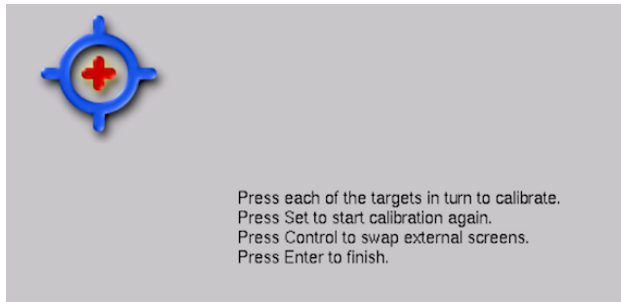 Press each of the targets in turn to calibrate.
Press Set to start calibration again.
Press Control to swap external screens.
Press Enter to finish.